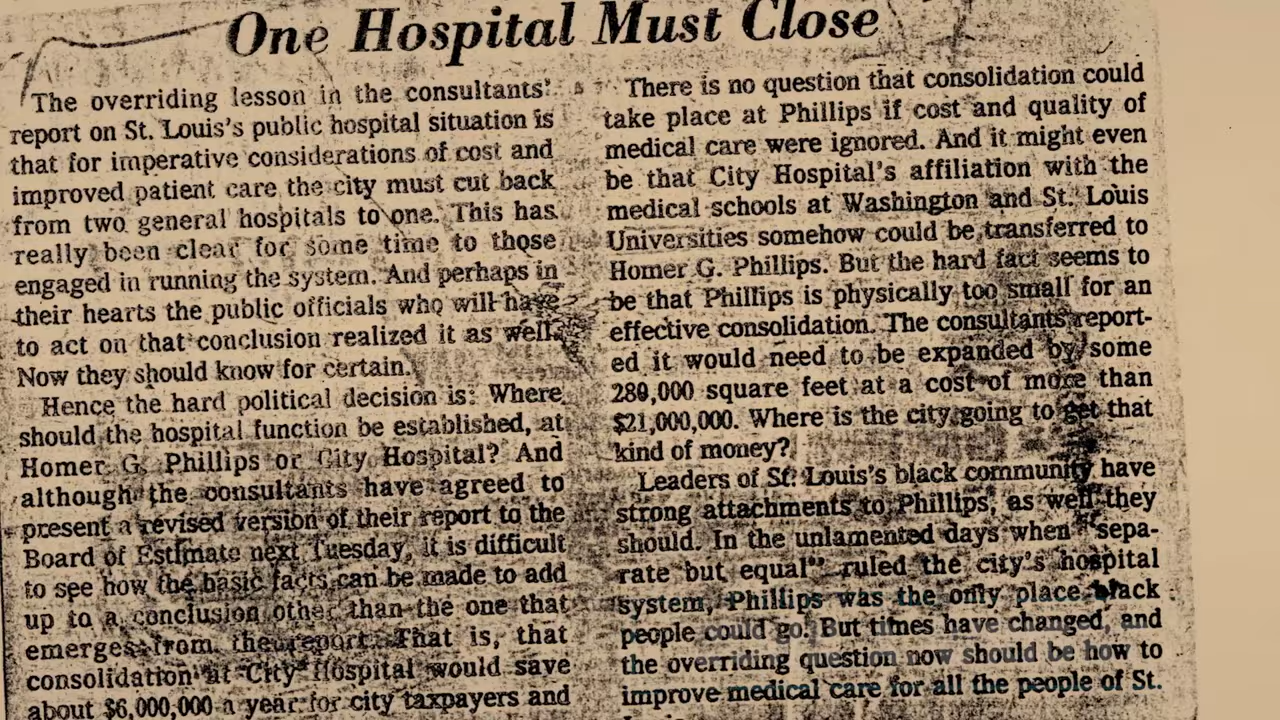 One Hospital Must Close
The overriding lesson in the consultants'
report on St. Louis's public hospital situation is
that for imperative considerations of cost and
improved patient care the city must cut back
from two general hospitals to one. This has
really been clear for some time to those
engaged in running the system. And perhaps in
their hearts the public officials who will have
to act on that conclusion realized it as well.
Now they should know for certain.
Hence the hard political decision is: Where
should the hospital function be established, at
Homer G. Phillips or City Hospital? And
although the consultants have agreed to
present a revised version of their report to the
Board of Estimate next Tuesday, it is difficult
to see how the basic facts can be made to add
up to a conclusion other than the one that
emerges from the report. That is, that
consolidation at City Hospital would save
about $6,000,000 a year for city taxpayers and
There is no question that consolidation could
take place at Phillips if cost and quality of
medical care were ignored. And it might even
be that City Hospital's affiliation with the
medical schools at Washington and St. Louis
Universities somehow could be transferred to
Homer G. Phillips. But the hard fact seems to
be that Phillips is physically too small for an
effective consolidation. The consultants report-
ed it would need to be expanded by some
square feet at a cost of more than
$21,000,000. Where is the city going to get that
kind of money?
Leaders of St. Louis's black community have
strong attachments to Phillips, as well they
should. In the unlamented days when "sepa-
rate but equal" ruled the city's hospital
system, Phillips was the only place black
people could go. But times have changed, and
the overriding question now should be how to
improve medical care for all the people of St.